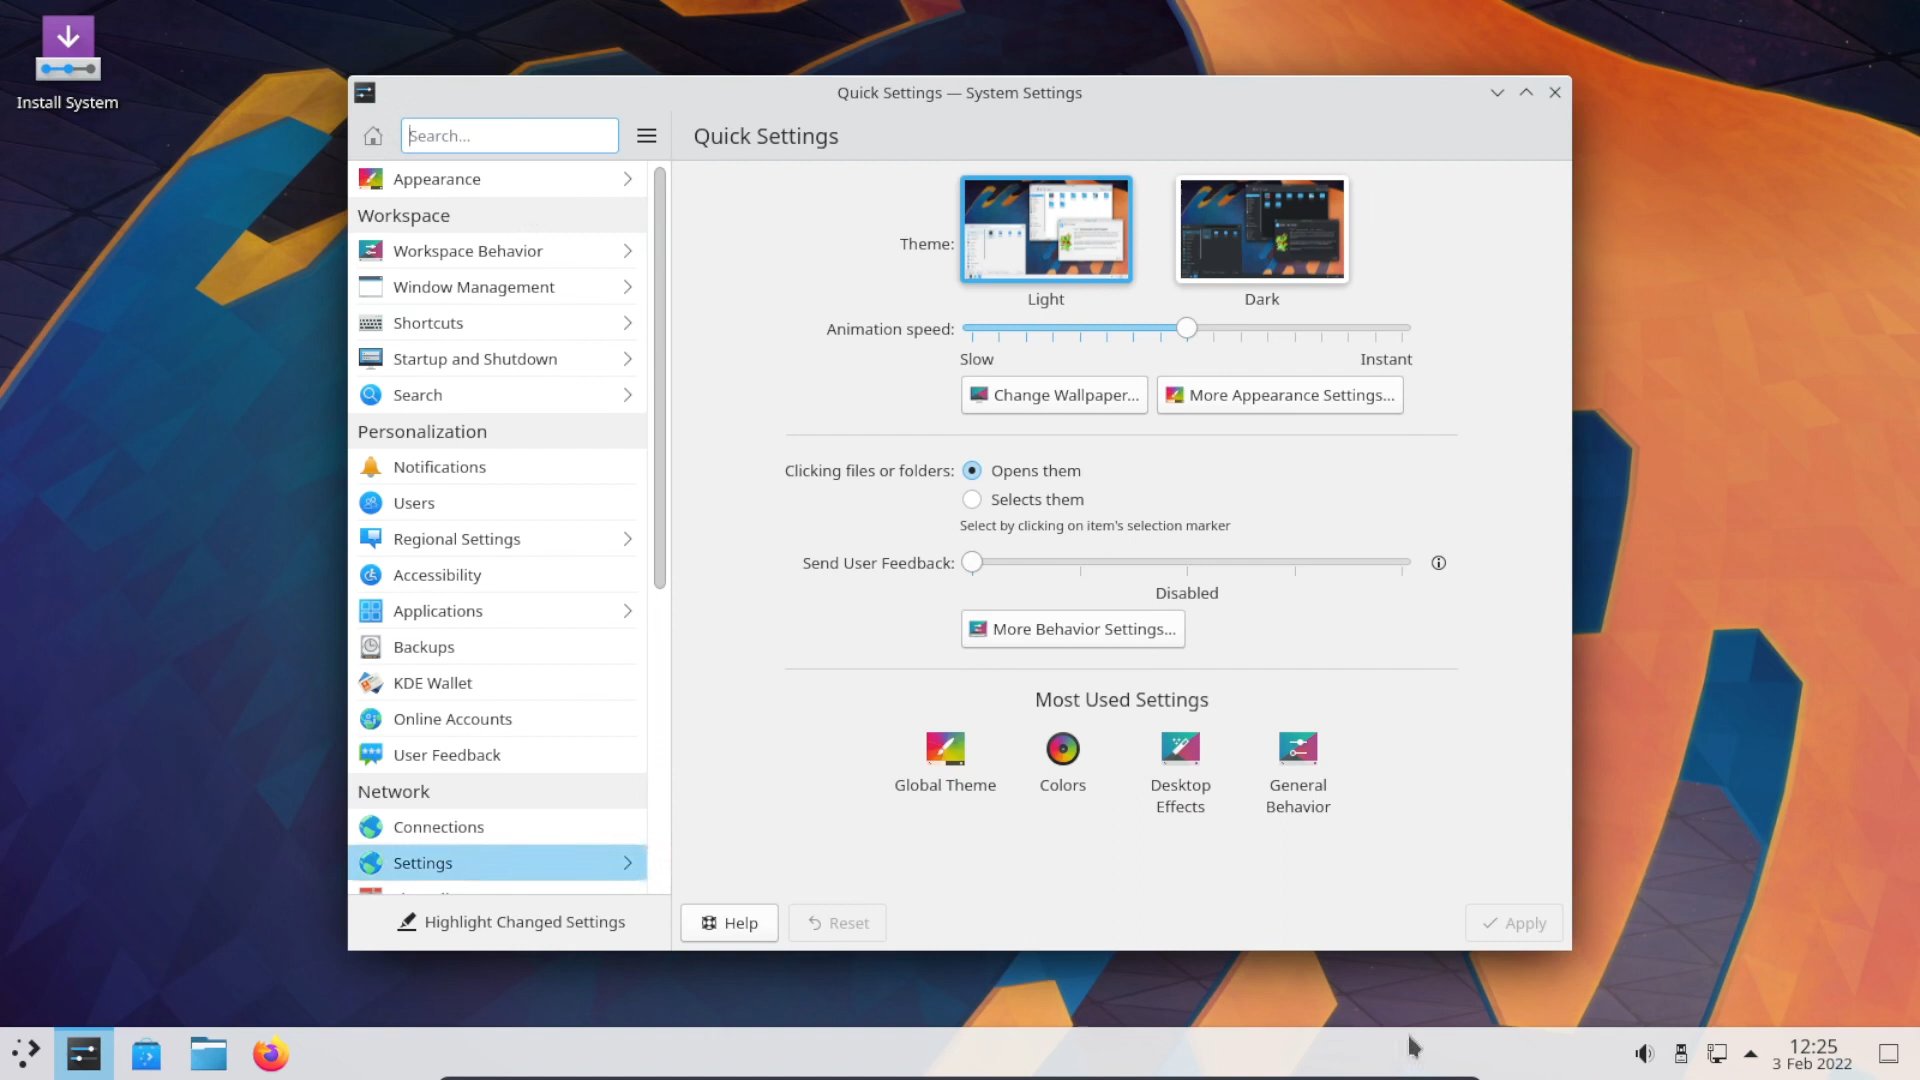 Install System
Quick Settings — System Settings
Search...
Quick Settings
Appearance
Workspace
Workspace Behavior
Window Management
Shortcuts
Startup and Shutdown
Search
Personalization
Notifications
Users
Regional Settings
Accessibility
Applications
Backups
KDE Wallet
Online Accounts
User Feedback
Network
Connections
Settings
Highlight Changed Settings
Theme:
Light
Dark
Animation speed:
Slow
Instant
Change Wallpaper...
More Appearance Settings...
Clicking files or folders:
Opens them
Selects them
Select by clicking on item's selection marker
Send User Feedback:
Disabled
More Behavior Settings...
Most Used Settings
Global Theme
Colors
Desktop
Effects
General
Behavior
Help
Reset
Apply
12:25
3 Feb 2022